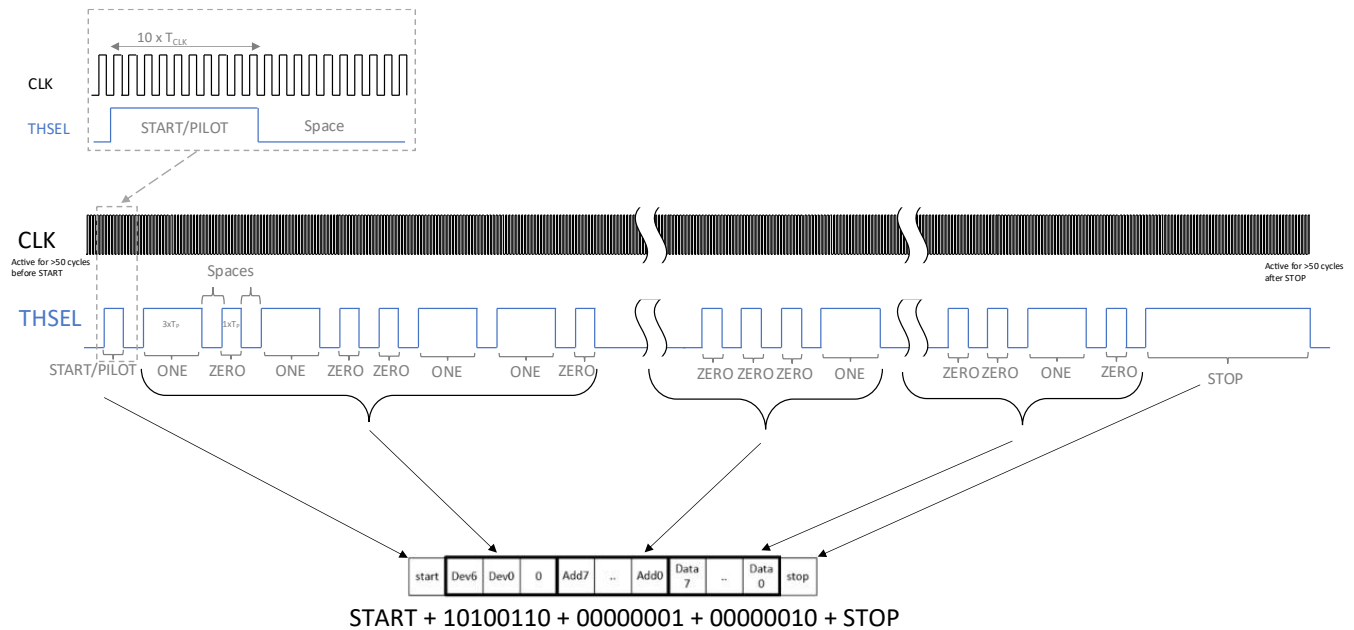 10 x TCLK
CLK
THSEL
START/PILOT
Space
CLK
Active for >50 cycles
before START
Active for >50 cycles
after STOP
Spaces
THSEL
3xTP
1xTP
START/PILOT
ONE
ZERO
ONE
ZERO
ZERO
ONE
ONE
ZERO
ZERO
ZERO
ZERO
ONE
ZERO
ZERO
ONE
ZERO
STOP
start
Dev6
Dev0
0
Add7
..
Add0
Data
7
..
Data
0
stop
START + 10100110 + 00000001 + 00000010 + STOP